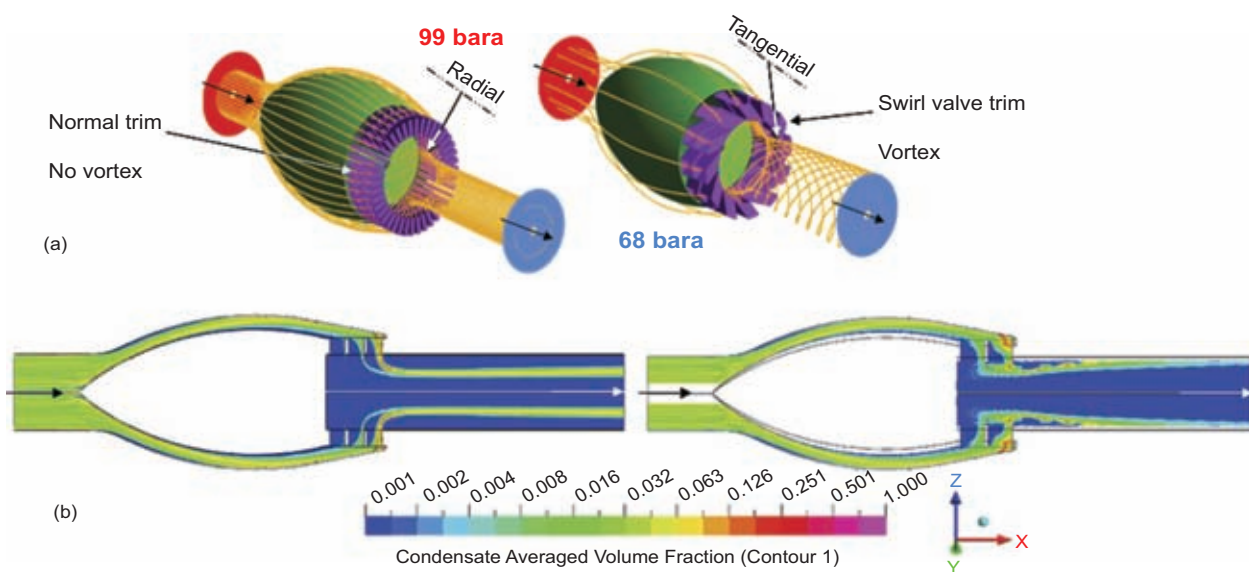 99 bara
Radial
Normal trim
No vortex
Tangential
Swirl valve trim
Vortex
68 bara
(a)
0.001 0.002 0.004 0.008 0.016 0.032 0.063 0.126 0.251 0.501 1.000
(b)
Condensate Averaged Volume Fraction (Contour 1)
Z
X
Y